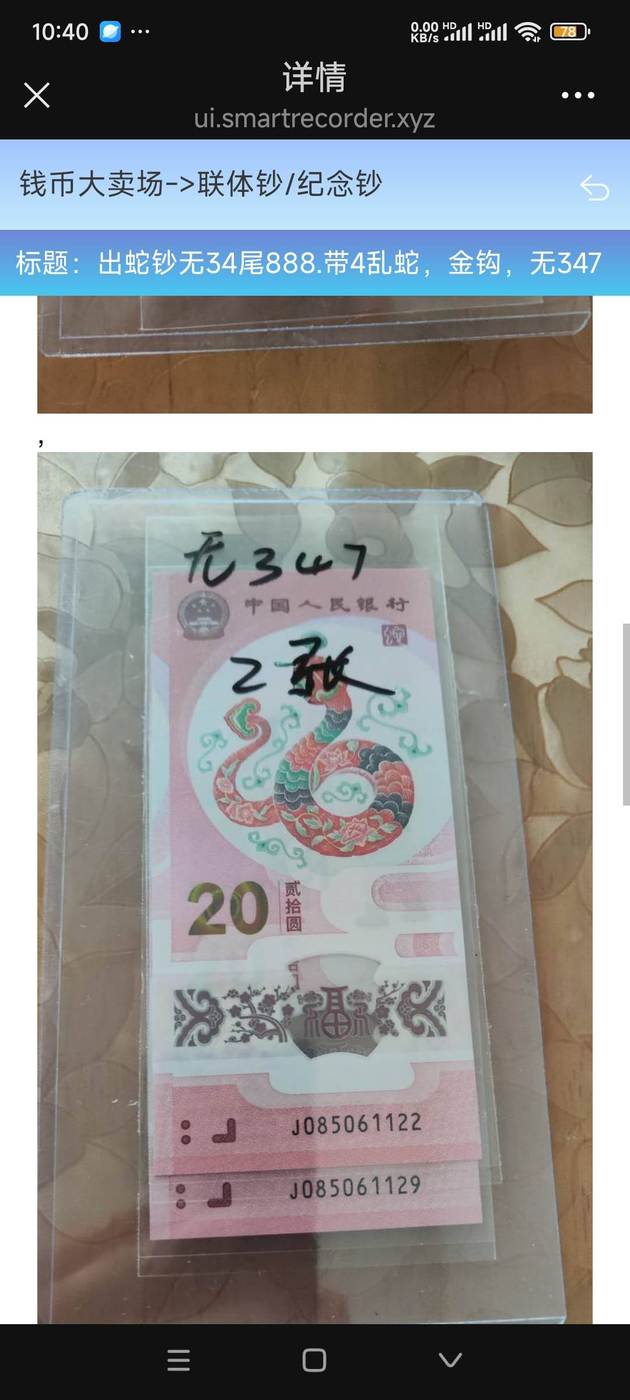 10:40
0.00 KB/s HD HD 78
详情
ui.smartrecorder.xyz
钱币大卖场->联体钞/纪念钞
标题：出蛇钞无34尾888.带4乱蛇，金钩，无347
,
无347
中国人民银行
2张
20 贰拾圆
福
J085061122
J085061129